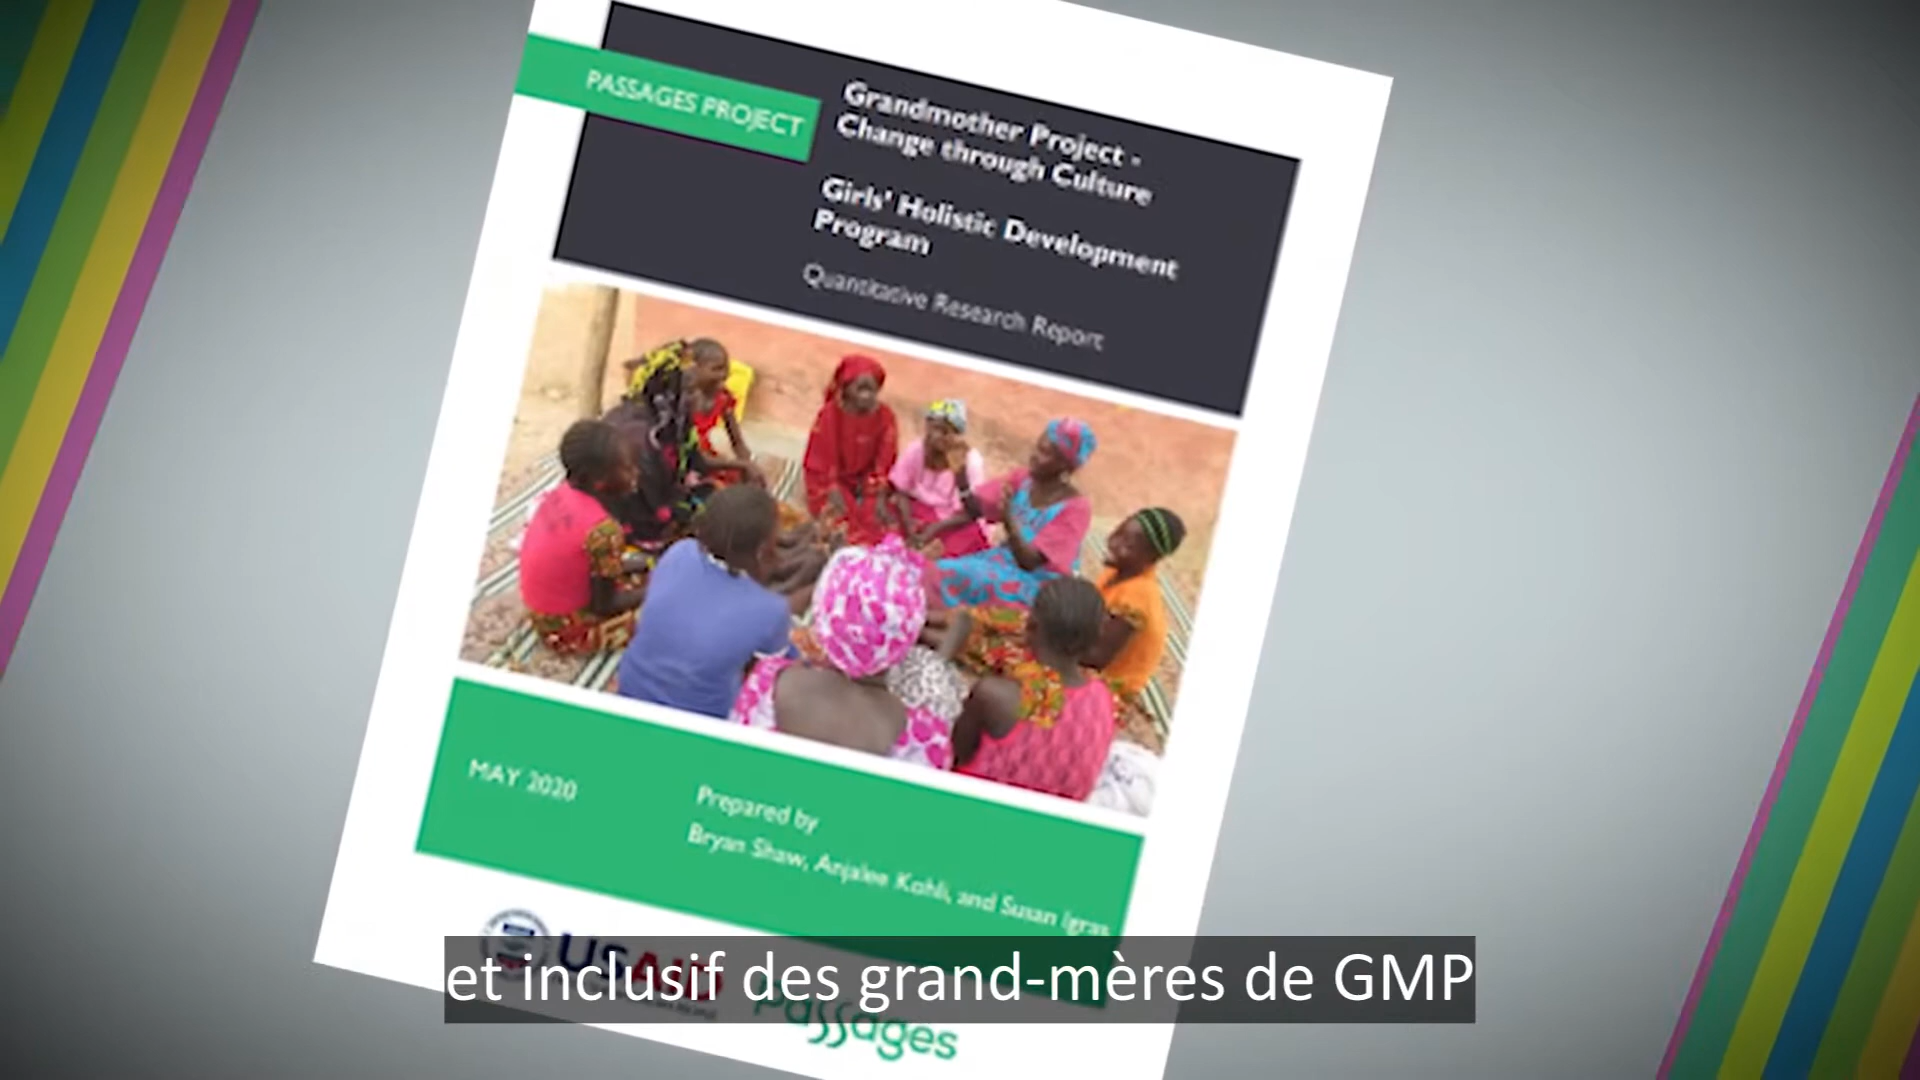 PASSAGES PROJECT
Grandmother Project -
Change through Culture
Girls' Holistic Development
Program
Quantitative Research Report
MAY 2020
Prepared by
Bryan Shaw, Anjalee Kohli, and Susan Igras
USAID
et inclusif des grand-mères de GMP
Passages